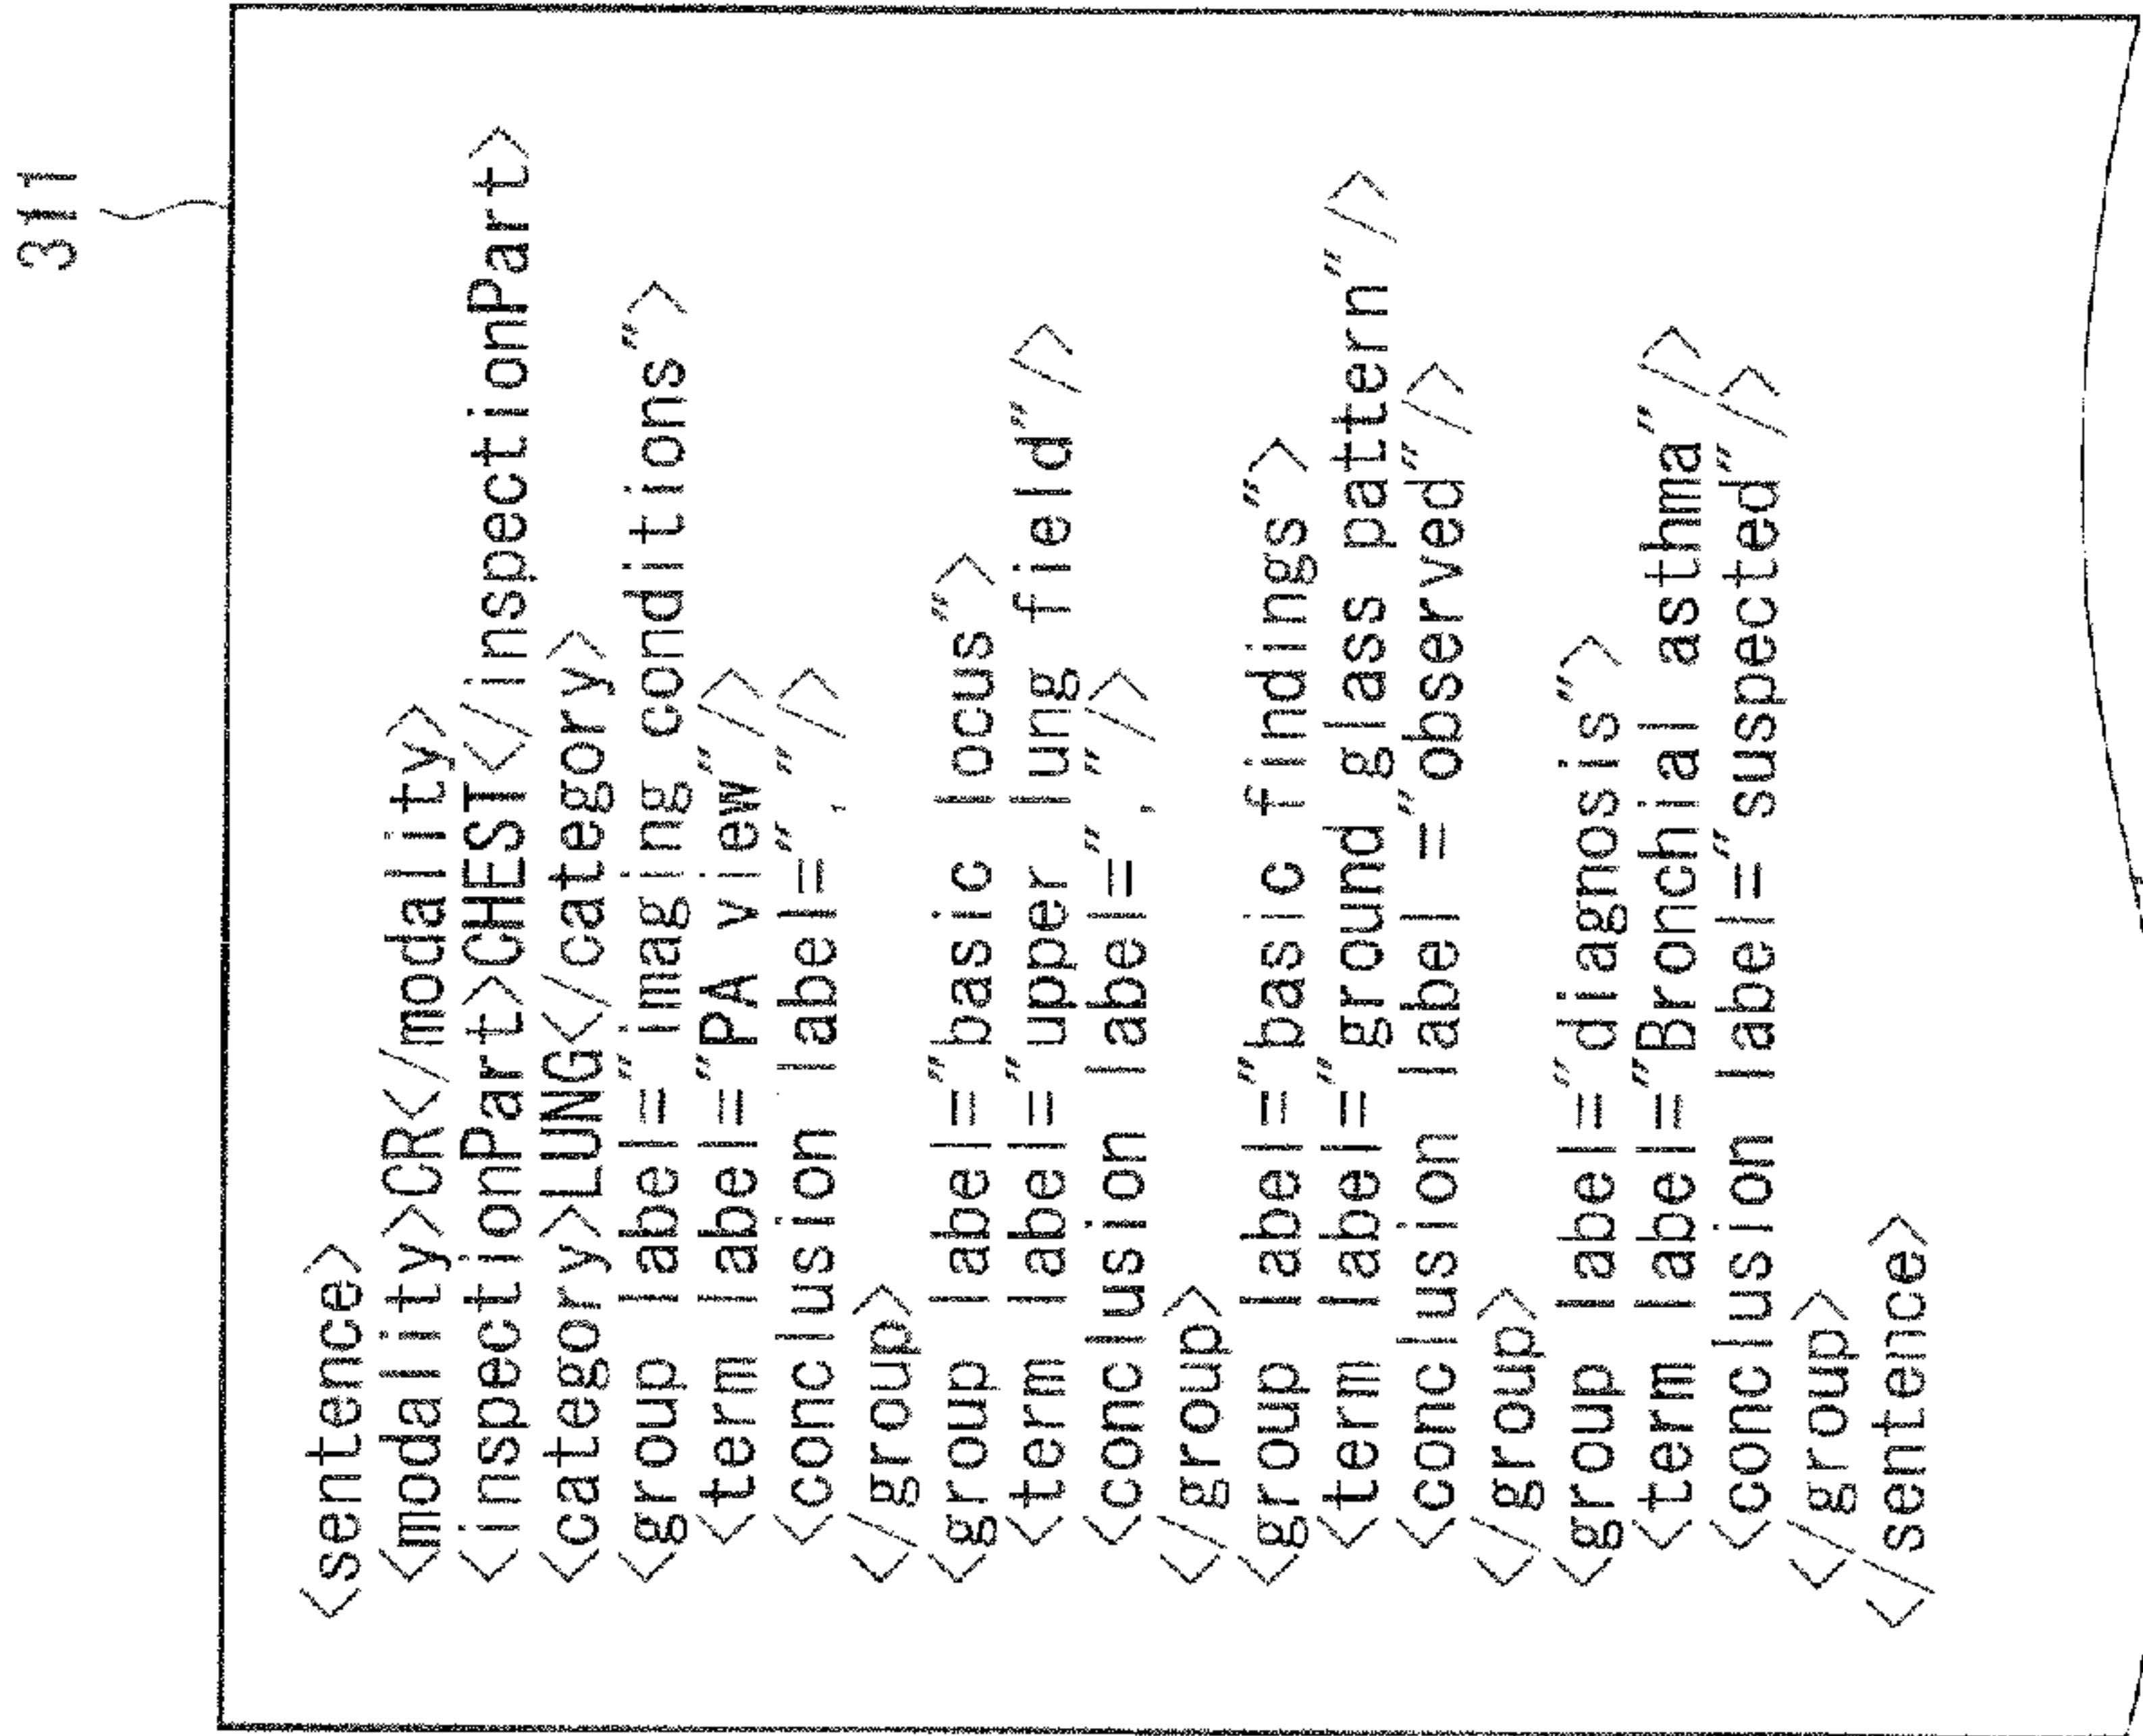 311
<sentence>
<modality>CR</modality>
<inspectionPart>CHEST</inspectionPart>
<category>LUNG</category>
<group label="imaging conditions">
<term label="PA view"/>
<conclusion label=", "/>
</group>
<group label="basic locus">
<term label="upper lung field"/>
<conclusion label=", "/>
</group>
<group label="basic findings">
<term label="ground glass pattern"/>
<conclusion label ="observed"/>
</group>
<group label="diagnosis">
<term label="Bronchial asthma"/>
<conclusion label="suspected"/>
</group>
</sentence>